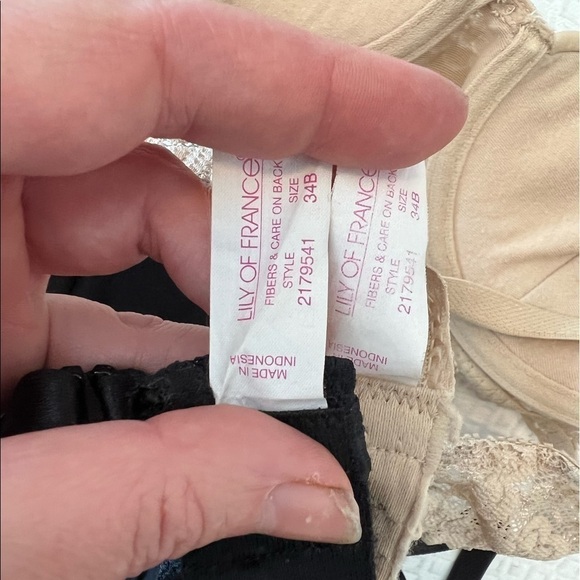 LILY OF FRANCE
FIBERS & CARE ON BACK
STYLE SIZE
2179541 34B
MADE IN
INDONESIA
LILY OF FRANCE
FIBERS & CARE ON BACK
STYLE SIZE
2179541 34B
MADE IN
INDONESIA